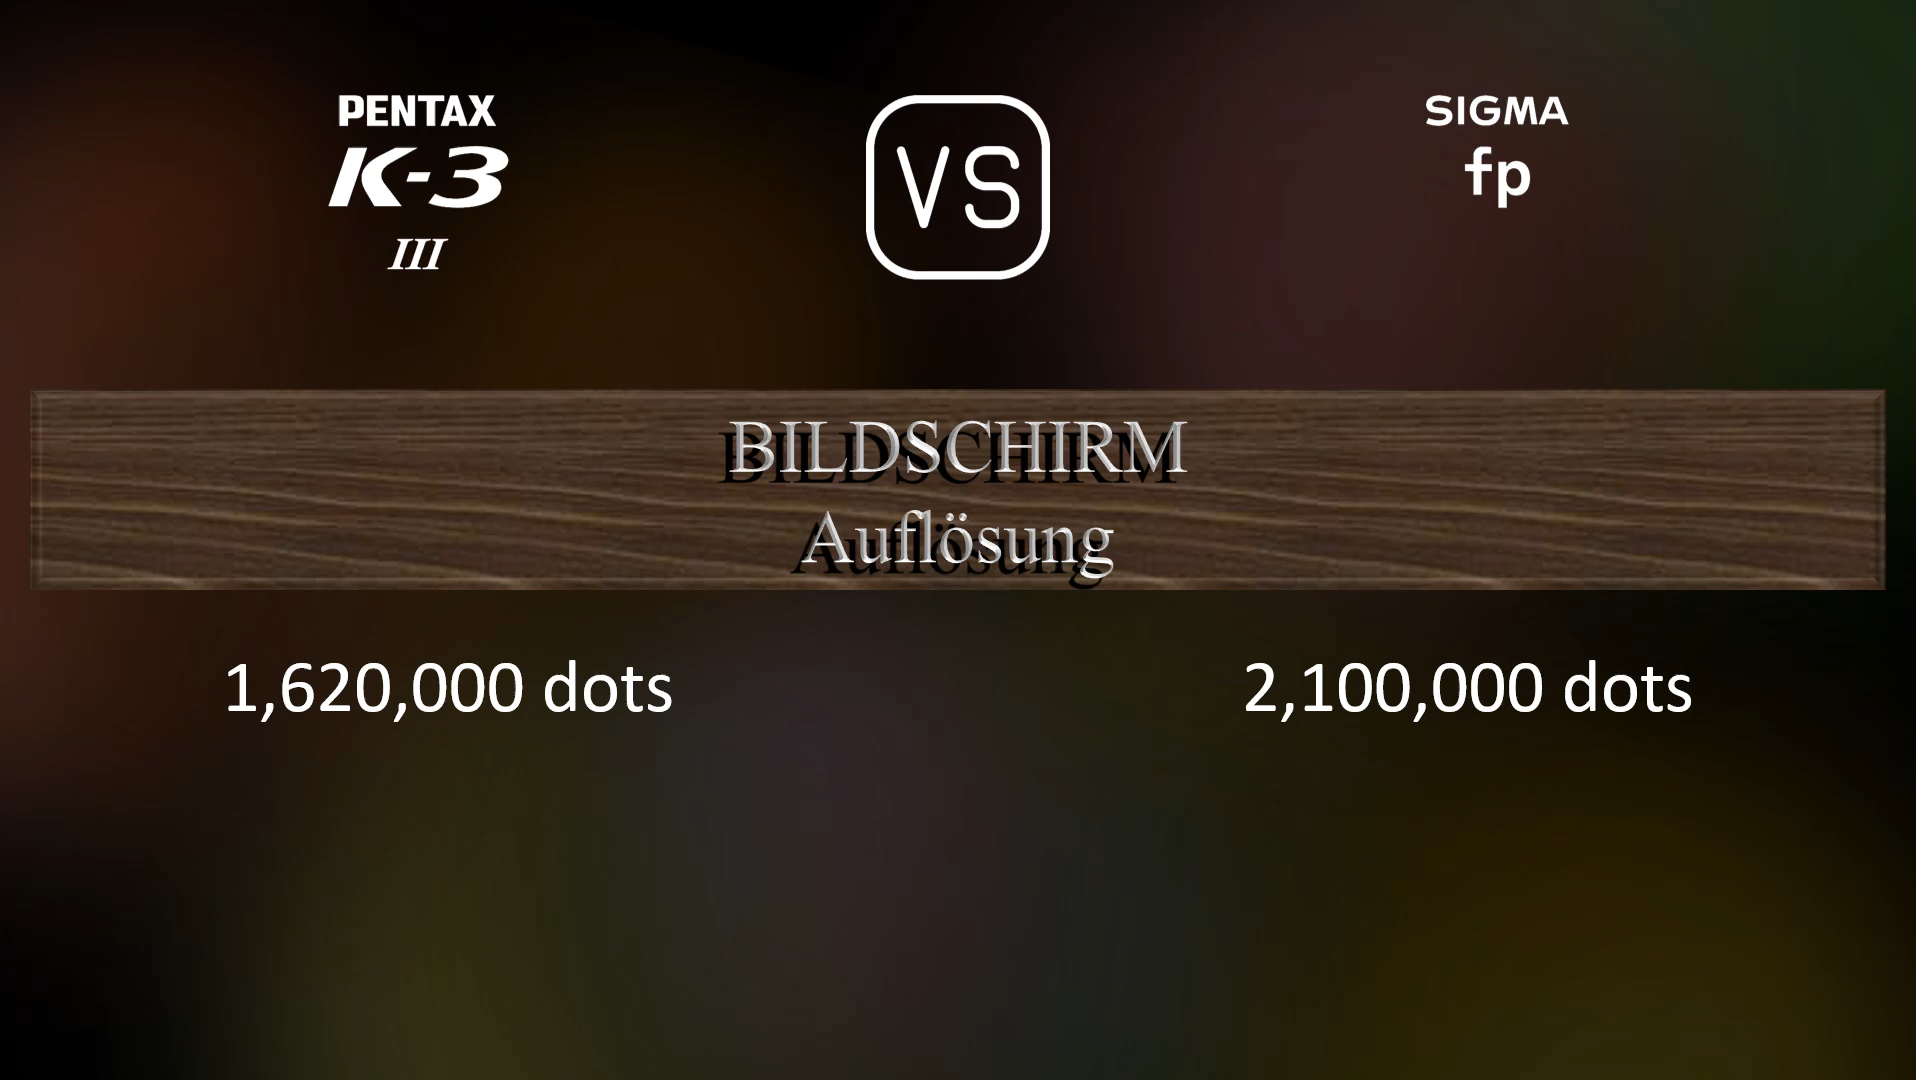 PENTAX
K-3
III
VS
SIGMA
fp
BILDSCHIRM
Auflösung
1,620,000 dots
2,100,000 dots